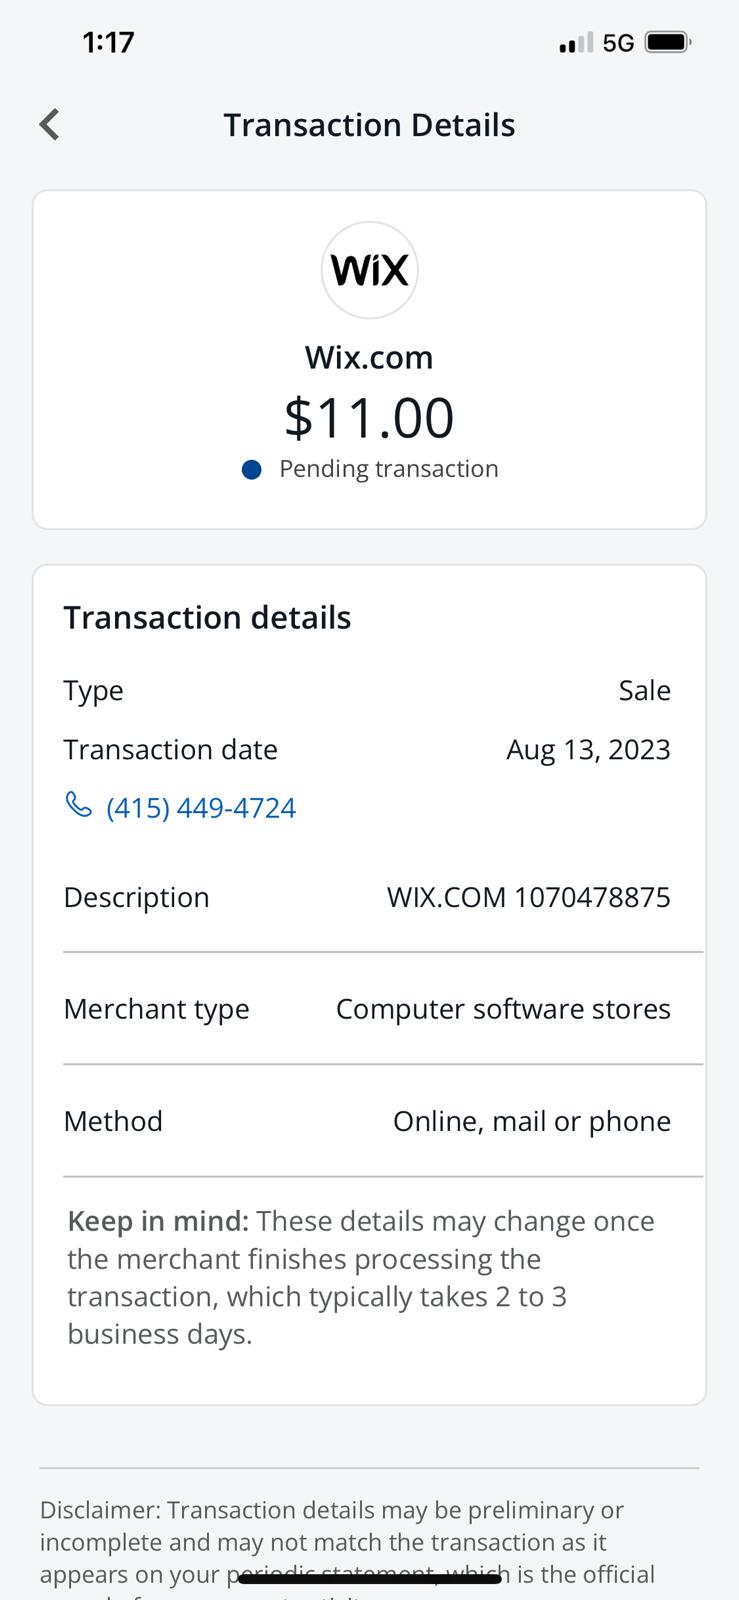 1:17
5G
Transaction Details
WiX
Wix.com
$11.00
Pending transaction
Transaction details
Type Sale
Transaction date Aug 13, 2023
(415) 449-4724
Description WIX.COM 1070478875
Merchant type Computer software stores
Method Online, mail or phone
Keep in mind: These details may change once
the merchant finishes processing the
transaction, which typically takes 2 to 3
business days.
Disclaimer: Transaction details may be preliminary or
incomplete and may not match the transaction as it
appears on your periodic statement, which is the official